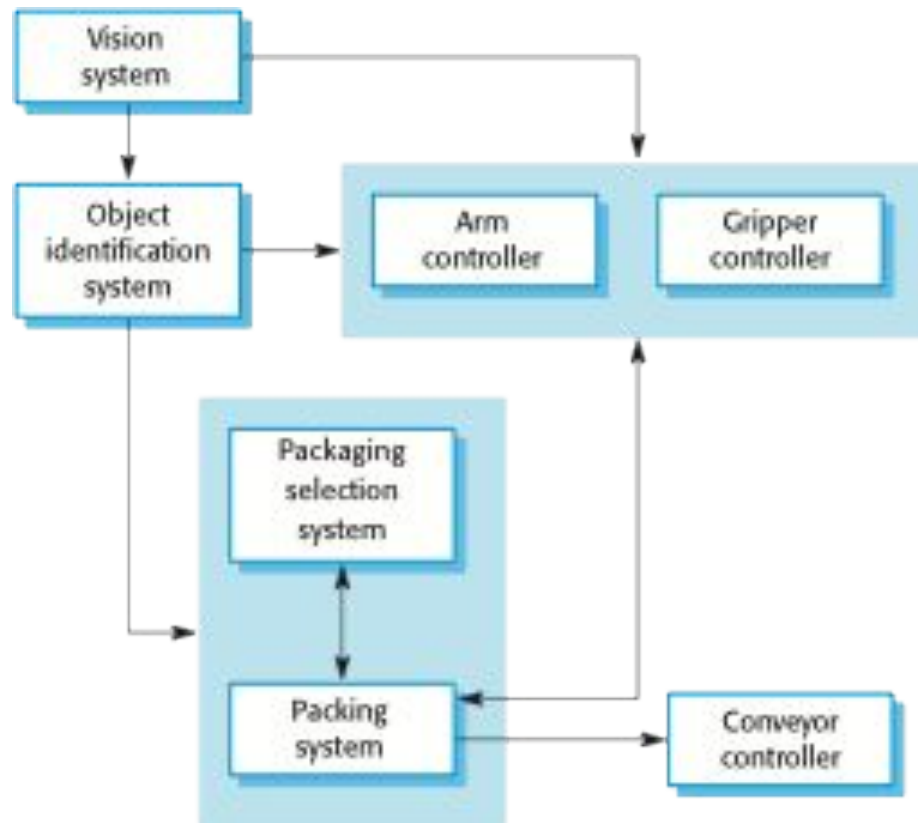 Vision
system
Object
identification
system
Arm
controller
Gripper
controller
Packaging
selection
system
Packing
system
Conveyor
controller